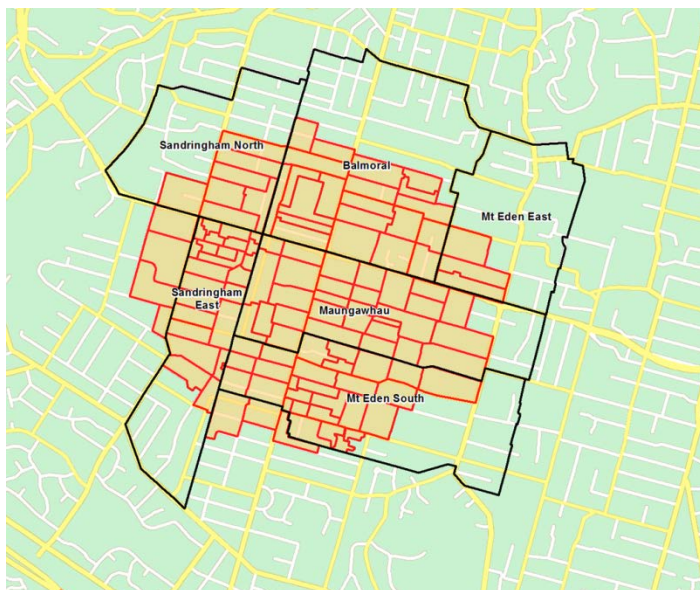 Sandringham North
Balmoral
Mt Eden East
Sandringham
East
Maungawhau
Mt Eden South